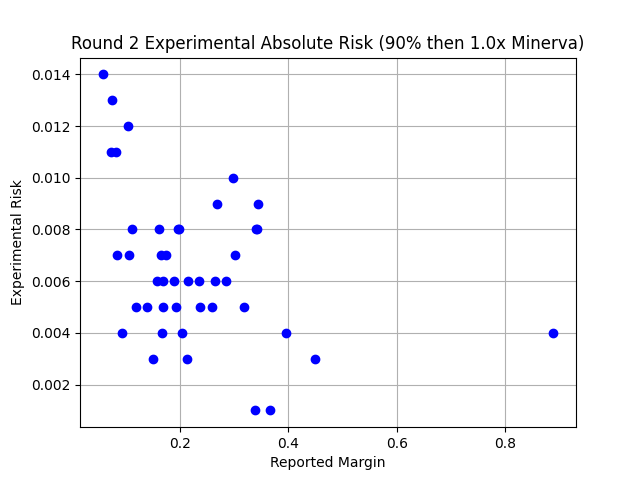 Round 2 Experimental Absolute Risk (90% then 1.0x Minerva)
0.014
0.012
0.010
0.008
0.006
0.004
0.002
Experimental Risk
0.2 0.4 0.6 0.8
Reported Margin